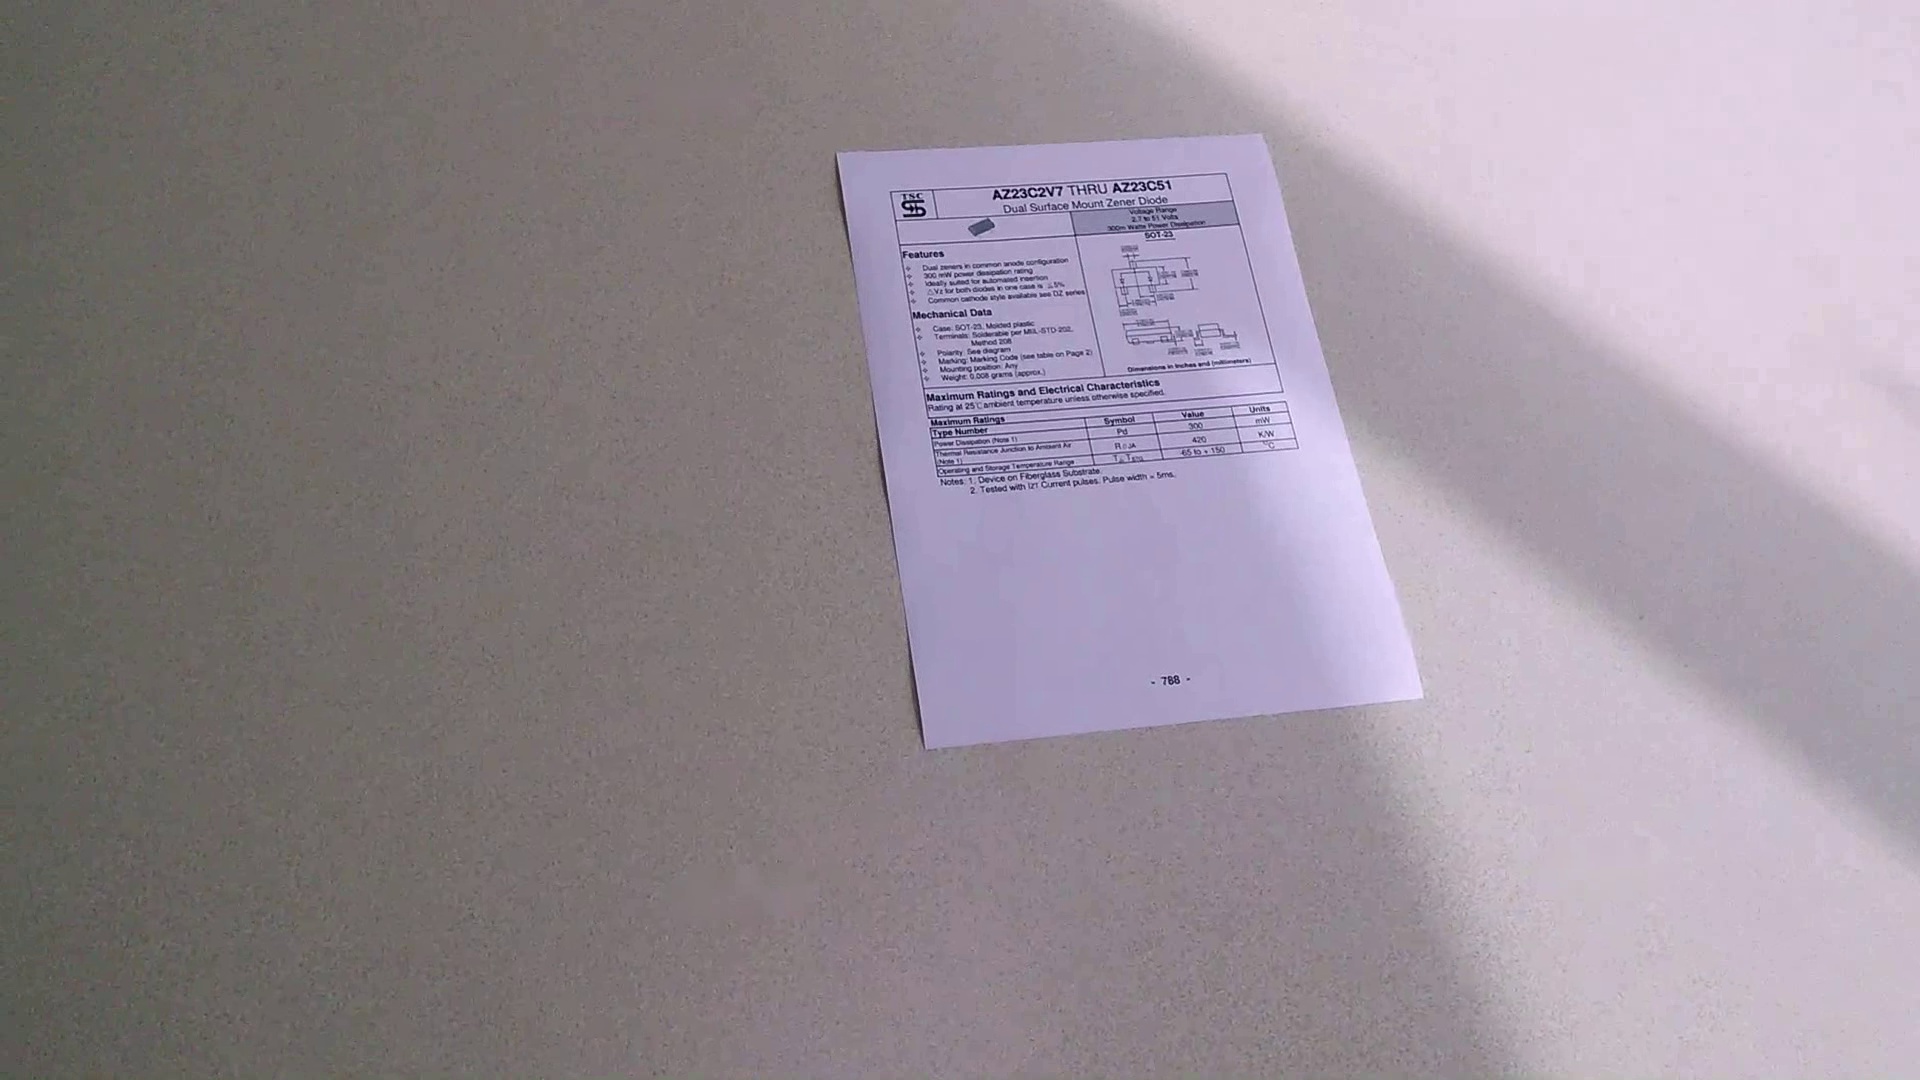 TSC
AZ23C2V7 THRU AZ23C51
Dual Surface Mount Zener Diode
Voltage Range
2.7 to 51 Volts
300m Watts Power Dissipation
SOT-23
Features
Dual zeners in common anode configuration
300 mW power dissipation rating
Ideally suited for automated insertion
△Vz for both diodes in one case is ≦5%
Common cathode style available see DZ series
Mechanical Data
Case: SOT-23, Molded plastic
Terminals: Solderable per MIL-STD-202,
Method 208
Polarity: See diagram
Marking: Marking Code (see table on Page 2)
Mounting position: Any
Weight: 0.008 grams (approx.)
Dimensions in inches and (millimeters)
Maximum Ratings and Electrical Characteristics
Rating at 25℃ ambient temperature unless otherwise specified.
Maximum Ratings
Type Number Symbol Value Units
Power Dissipation (Note 1) Pd 300 mW
Thermal Resistance Junction to Ambient Air
(Note 1) RθJA 420 K/W
Operating and Storage Temperature Range TJ, TSTG -65 to + 150 °C
Notes: 1. Device on Fiberglass Substrate.
2. Tested with IZT Current pulses. Pulse width = 5ms.
- 788 -